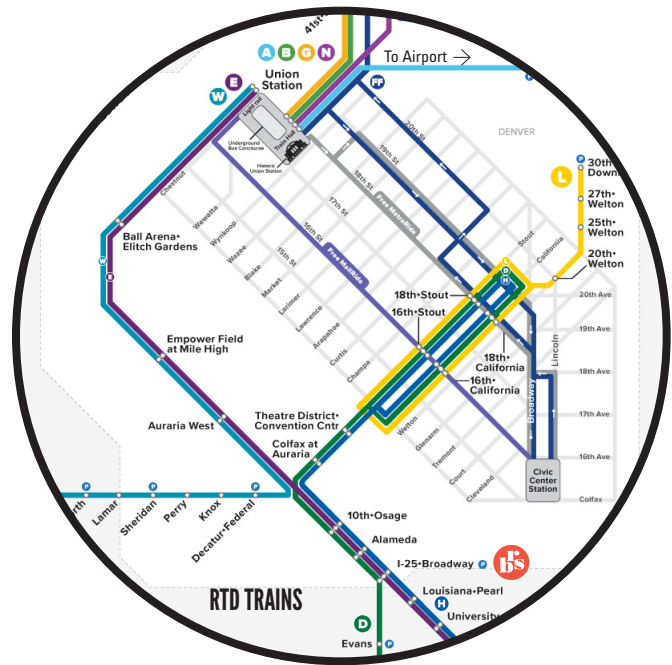 41st
A B G N
To Airport →
Union
Station
E
W
FF
Light rail
Underground
Bus Concourse
Train Hall
Historic
Union Station
20th St
DENVER
19th St
18th St
17th St
16th St
15th St
Free MetroRide
Free MallRide
L
P
30th•
Down
27th•
Welton
25th•
Welton
20th•
Welton
Chestnut
Wewatta
Wynkoop
Wazee
Blake
Market
Larimer
Lawrence
Arapahoe
Curtis
Champa
Stout
California
Welton
Glenarm
Tremont
Court
Cleveland
Ball Arena•
Elitch Gardens
W
E
L
D
H
18th•Stout
16th•Stout
18th•
California
16th•
California
20th Ave
19th Ave
18th Ave
17th Ave
16th Ave
Colfax
Lincoln
Broadway
Civic
Center
Station
Empower Field
at Mile High
Auraria West
Theatre District•
Convention Cntr
Colfax at
Auraria
P
P
P
rth
Lamar
Sheridan
Perry
Knox
Decatur•Federal
10th•Osage
Alameda
I-25•Broadway P
brs
Louisiana•Pearl
H
University
RTD TRAINS
D
Evans P